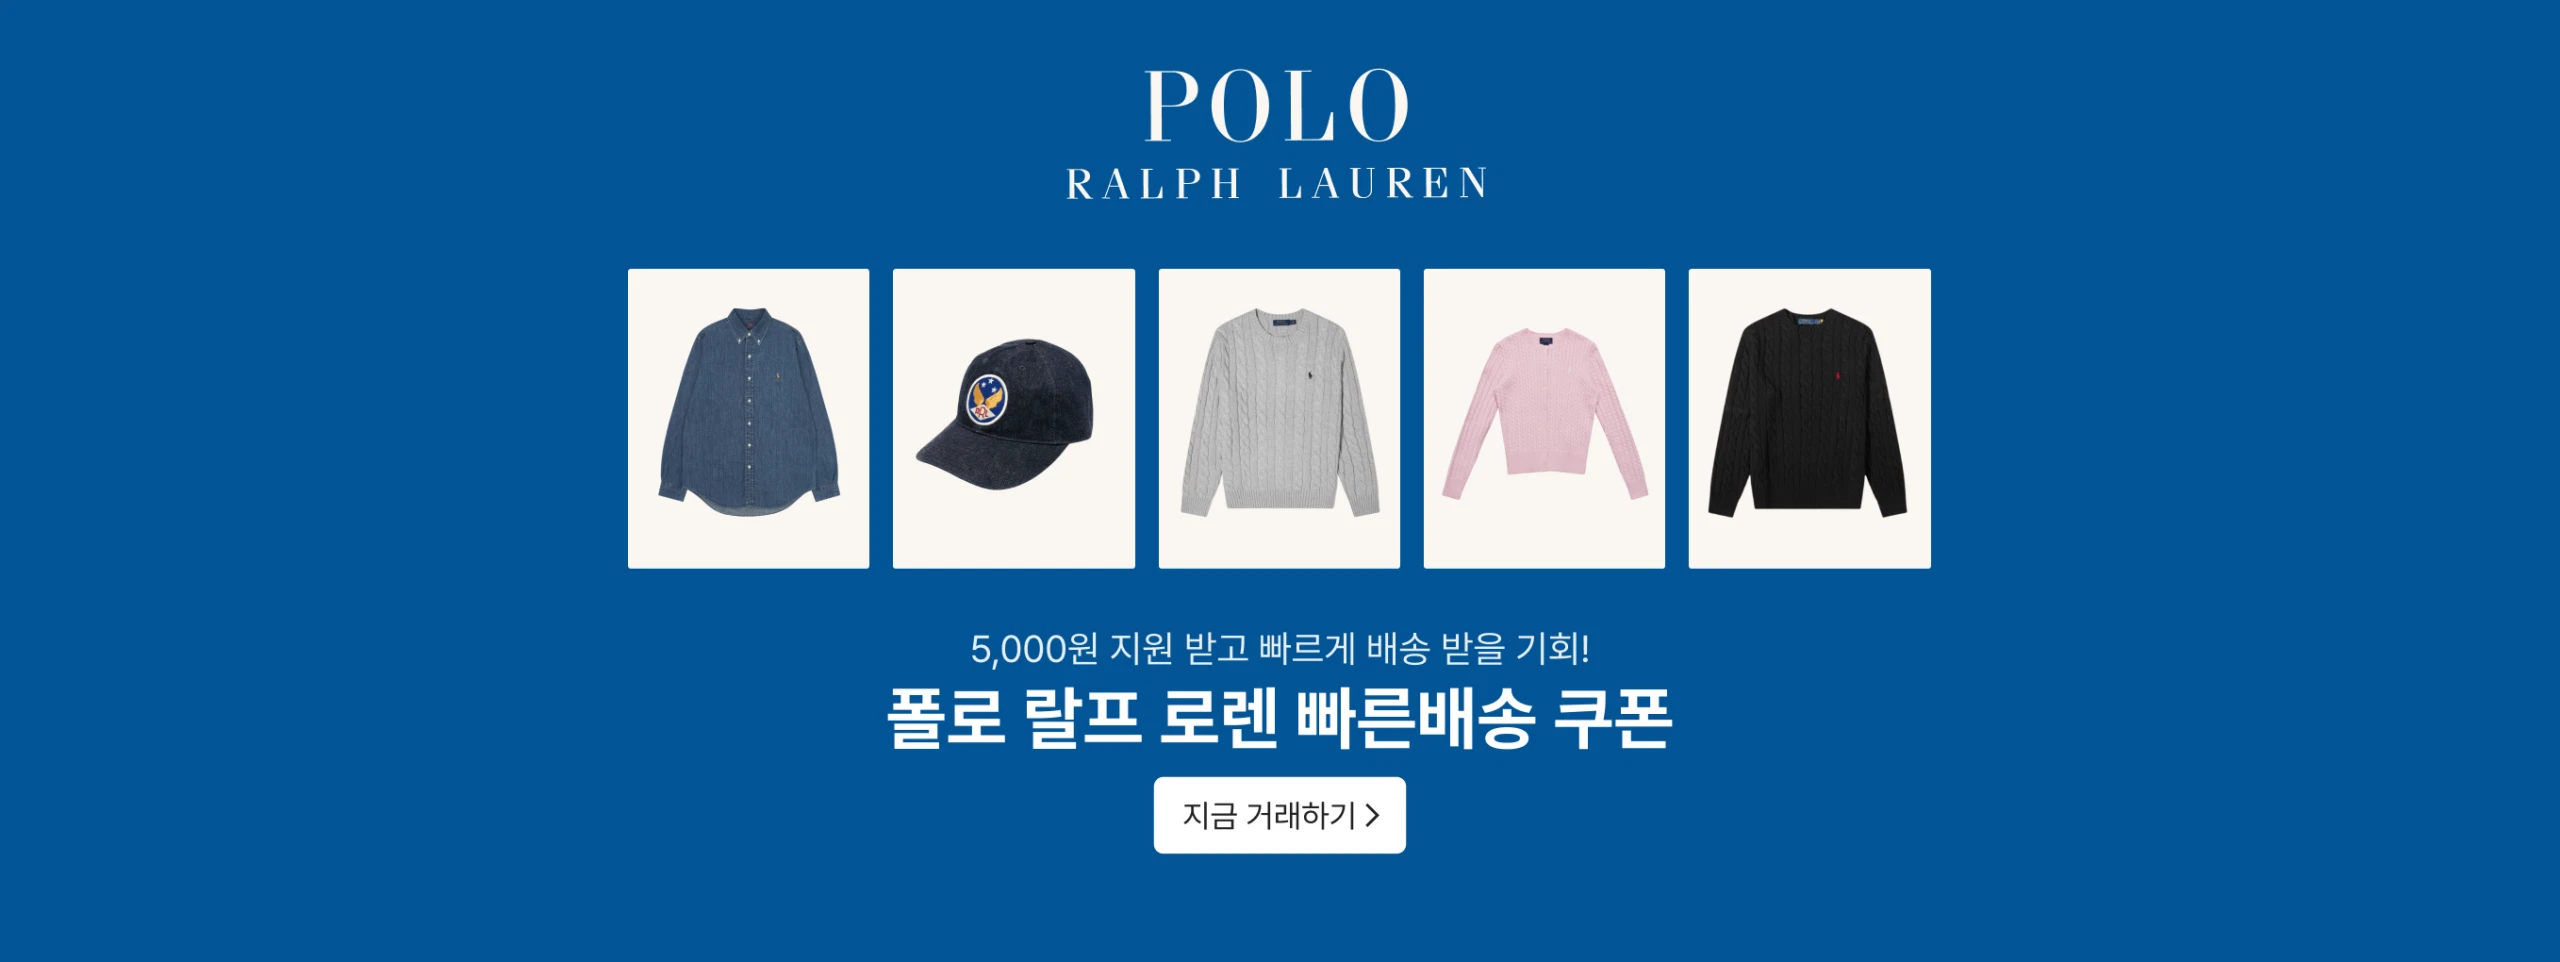 POLO
RALPH LAUREN
5,000원 지원 받고 빠르게 배송 받을 기회!
폴로 랄프 로렌 빠른배송 쿠폰
지금 거래하기 >